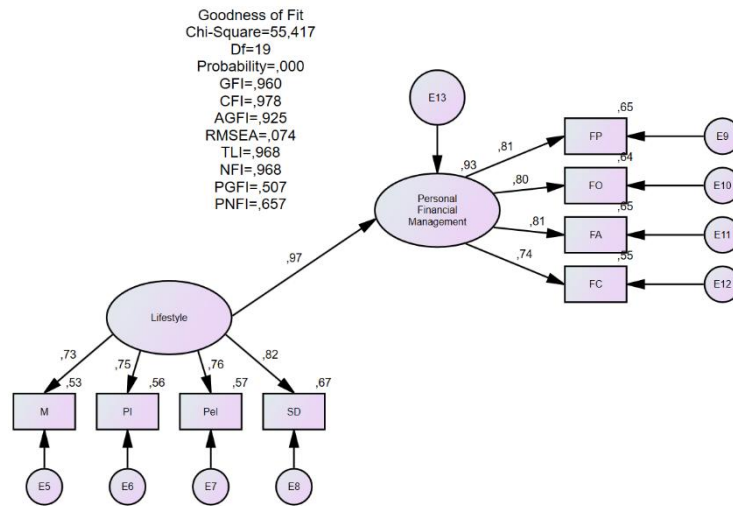 Goodness of Fit
Chi-Square=55,417
Df=19
Probability=,000
GFI=,960
CFI=,978
AGFI=,925
RMSEA=,074
TLI=,968
NFI=,968
PGFI=,507
PNFI=,657
E13
,65
,81
FP
E9
,93
,64
,80
FO
E10
Personal
Financial
Management
,65
,81
FA
E11
,55
,74
FC
E12
,97
Lifestyle
,73
,75
,76
,82
,53
,56
,57
,67
M
PI
Pel
SD
E5
E6
E7
E8